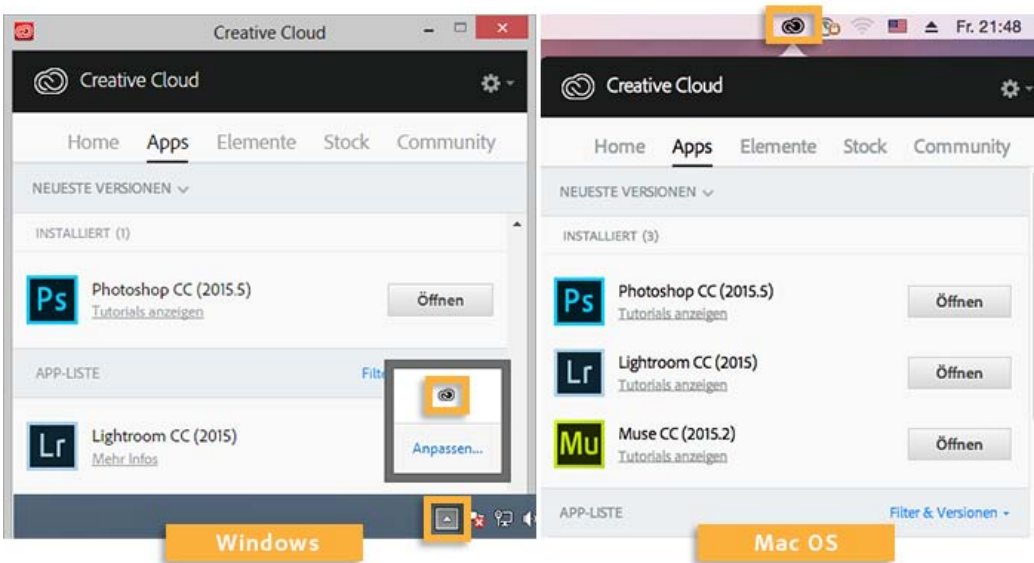 Creative Cloud
Creative Cloud
Home Apps Elemente Stock Community
NEUESTE VERSIONEN
INSTALLIERT (1)
Ps
Photoshop CC (2015.5)
Tutorials anzeigen
Öffnen
APP-LISTE
Lr
Lightroom CC (2015)
Mehr Infos
Anpassen...
Windows
Fr. 21:48
Creative Cloud
Home Apps Elemente Stock Community
NEUESTE VERSIONEN
INSTALLIERT (3)
Ps
Photoshop CC (2015.5)
Tutorials anzeigen
Öffnen
Lr
Lightroom CC (2015)
Tutorials anzeigen
Öffnen
Mu
Muse CC (2015.2)
Tutorials anzeigen
Öffnen
APP-LISTE
Filter & Versionen
Mac OS